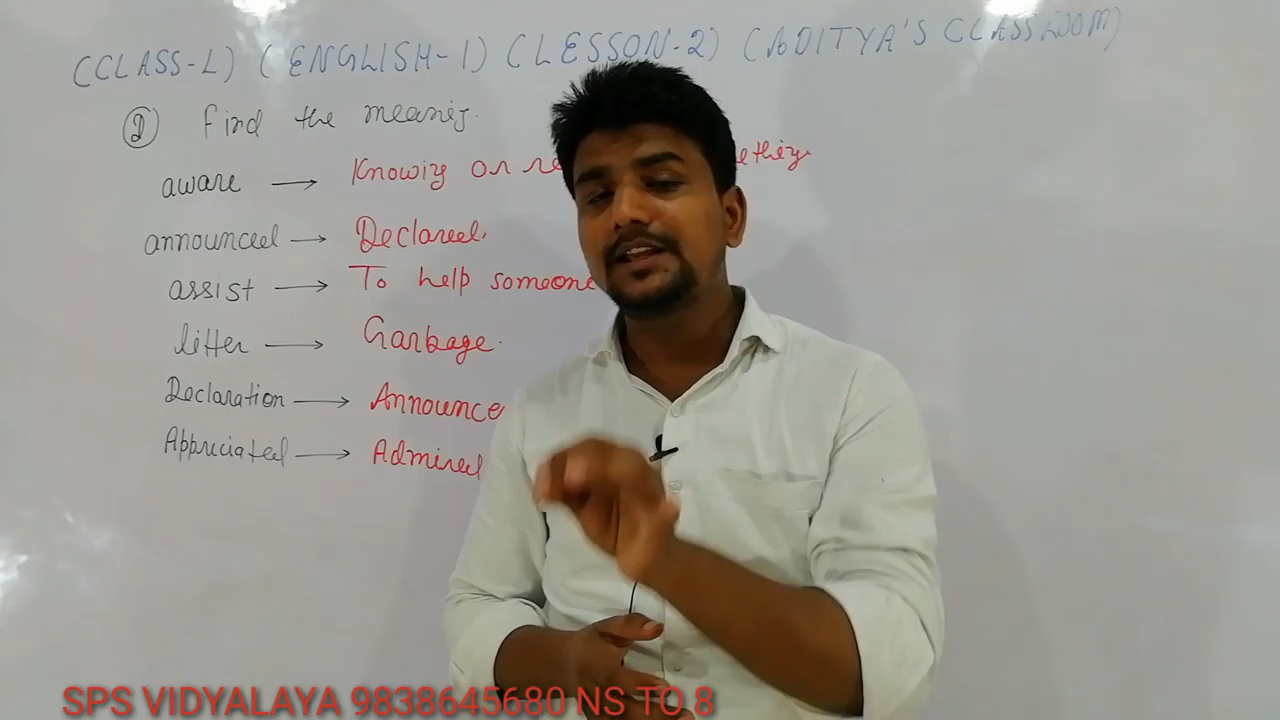 (CLASS-L) (ENGLISH-1) (LESSON-2) (ADITYA'S CLASSROOM)
② Find the meaning.
aware → Knowing or
announced → Declared.
assist → To help someone
litter → Garbage.
Declaration → Announce
Appreciated → Admired
SPS VIDYALAYA 9838645680 NS TO 8